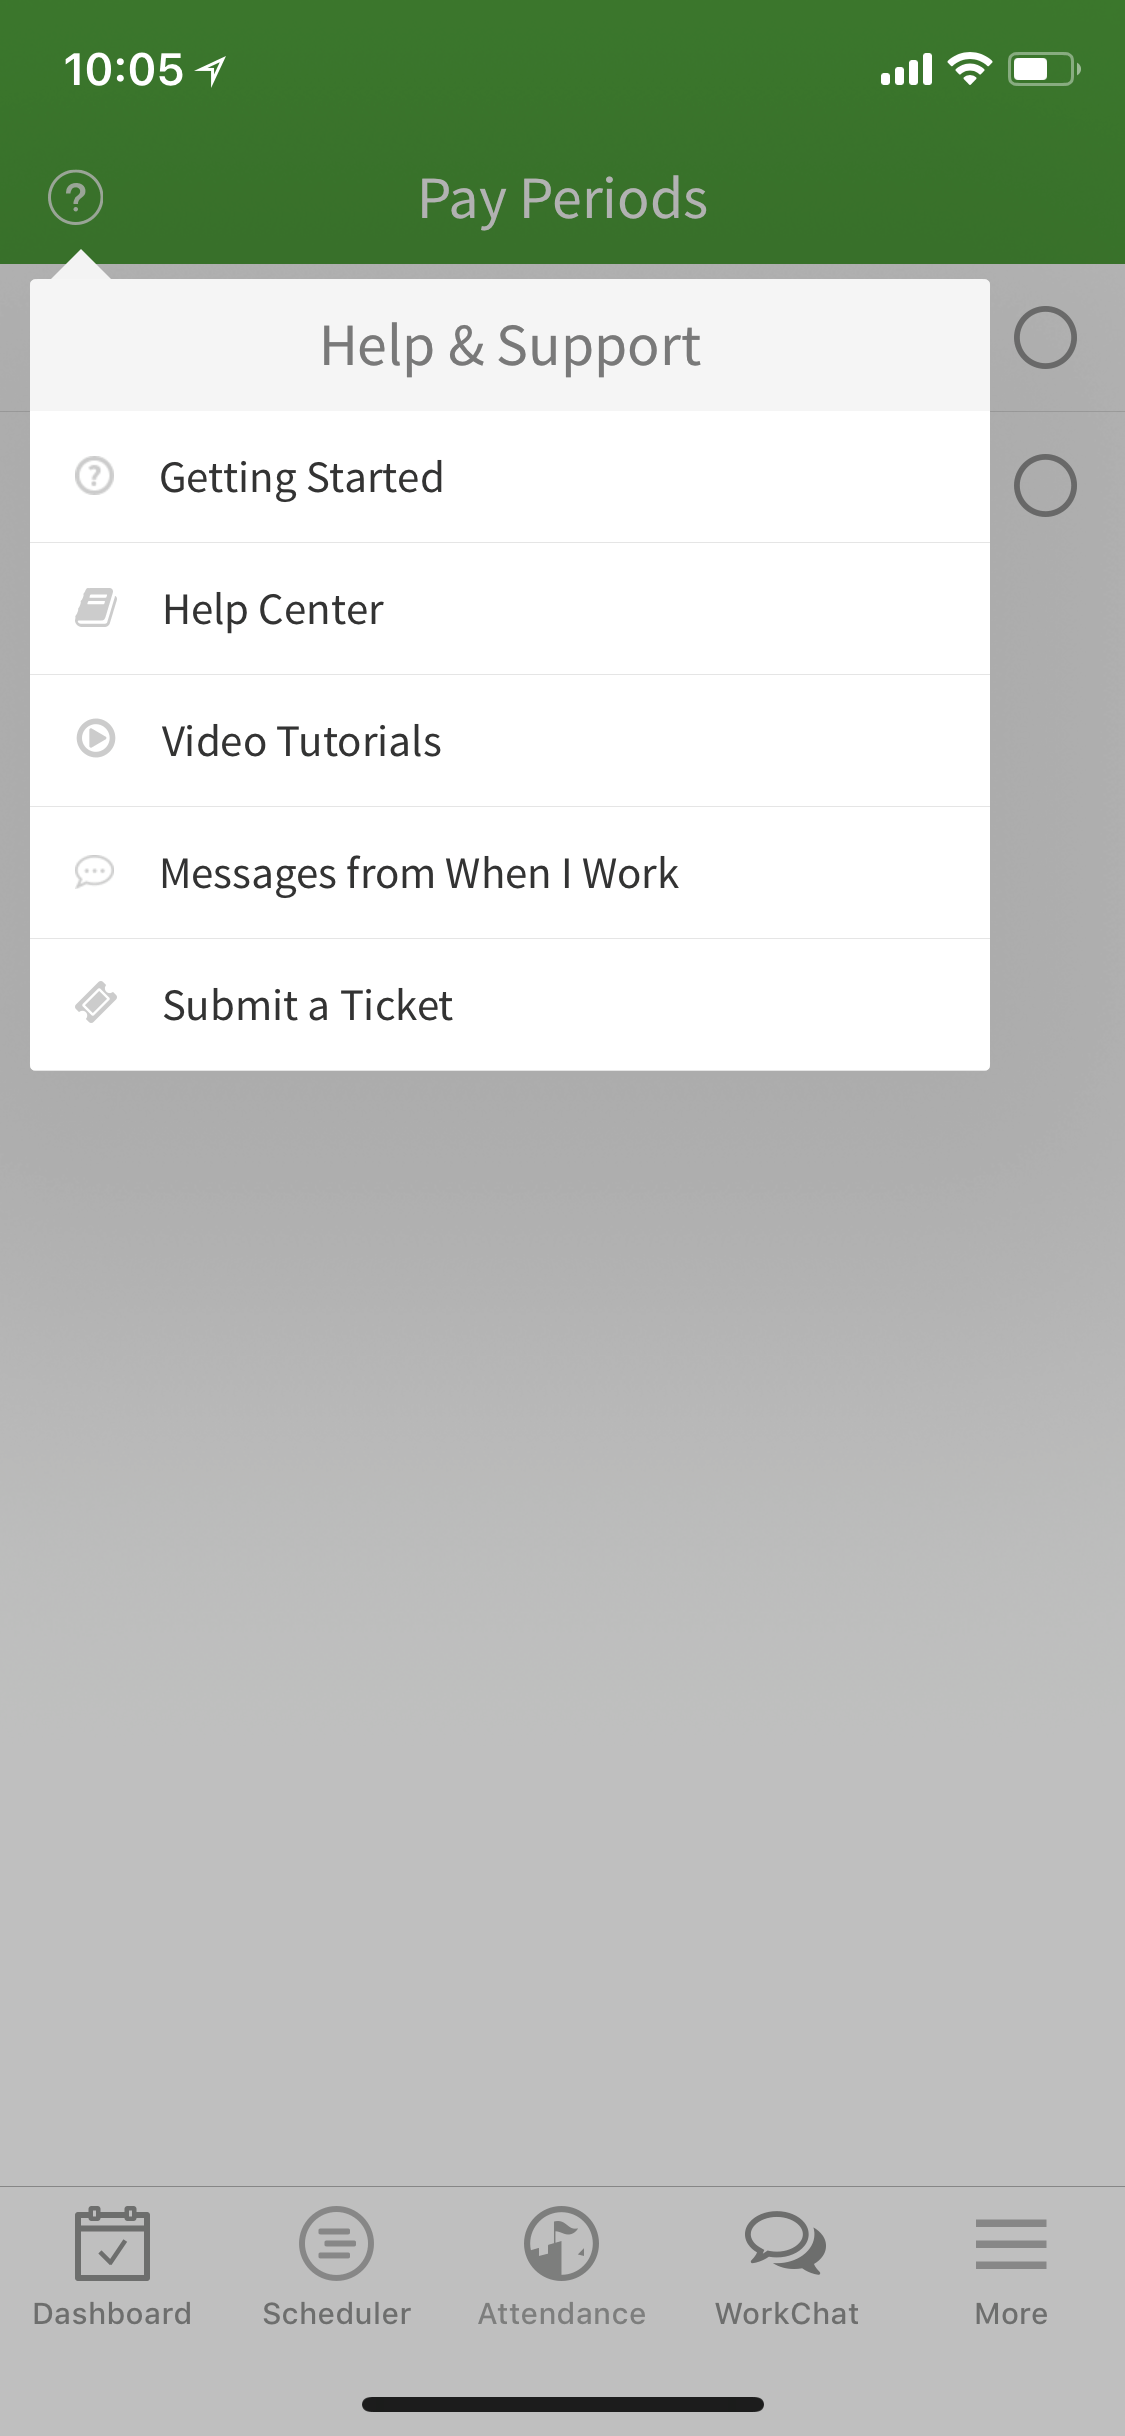 10:05
Pay Periods
Help & Support
Getting Started
Help Center
Video Tutorials
Messages from When I Work
Submit a Ticket
Dashboard Scheduler Attendance WorkChat More